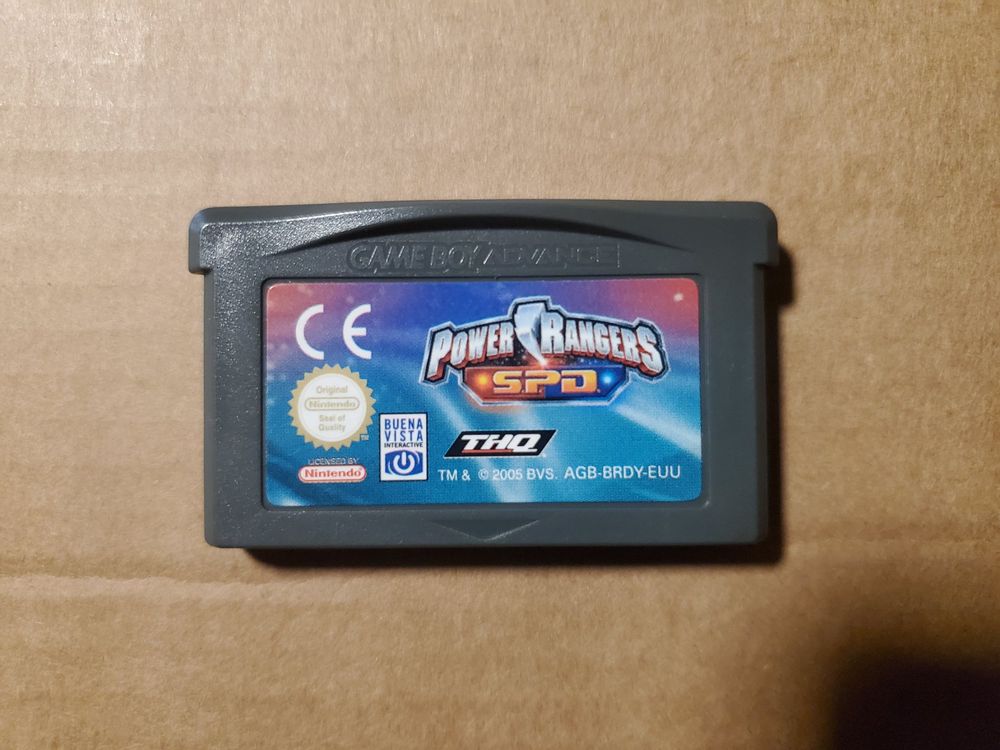 GAME BOY ADVANCE
CE
POWER RANGERS
S.P.D.
Original
Nintendo
Seal of
Quality
TM
LICENSED BY
Nintendo
BUENA
VISTA
INTERACTIVE
THQ
TM & © 2005 BVS. AGB-BRDY-EUU